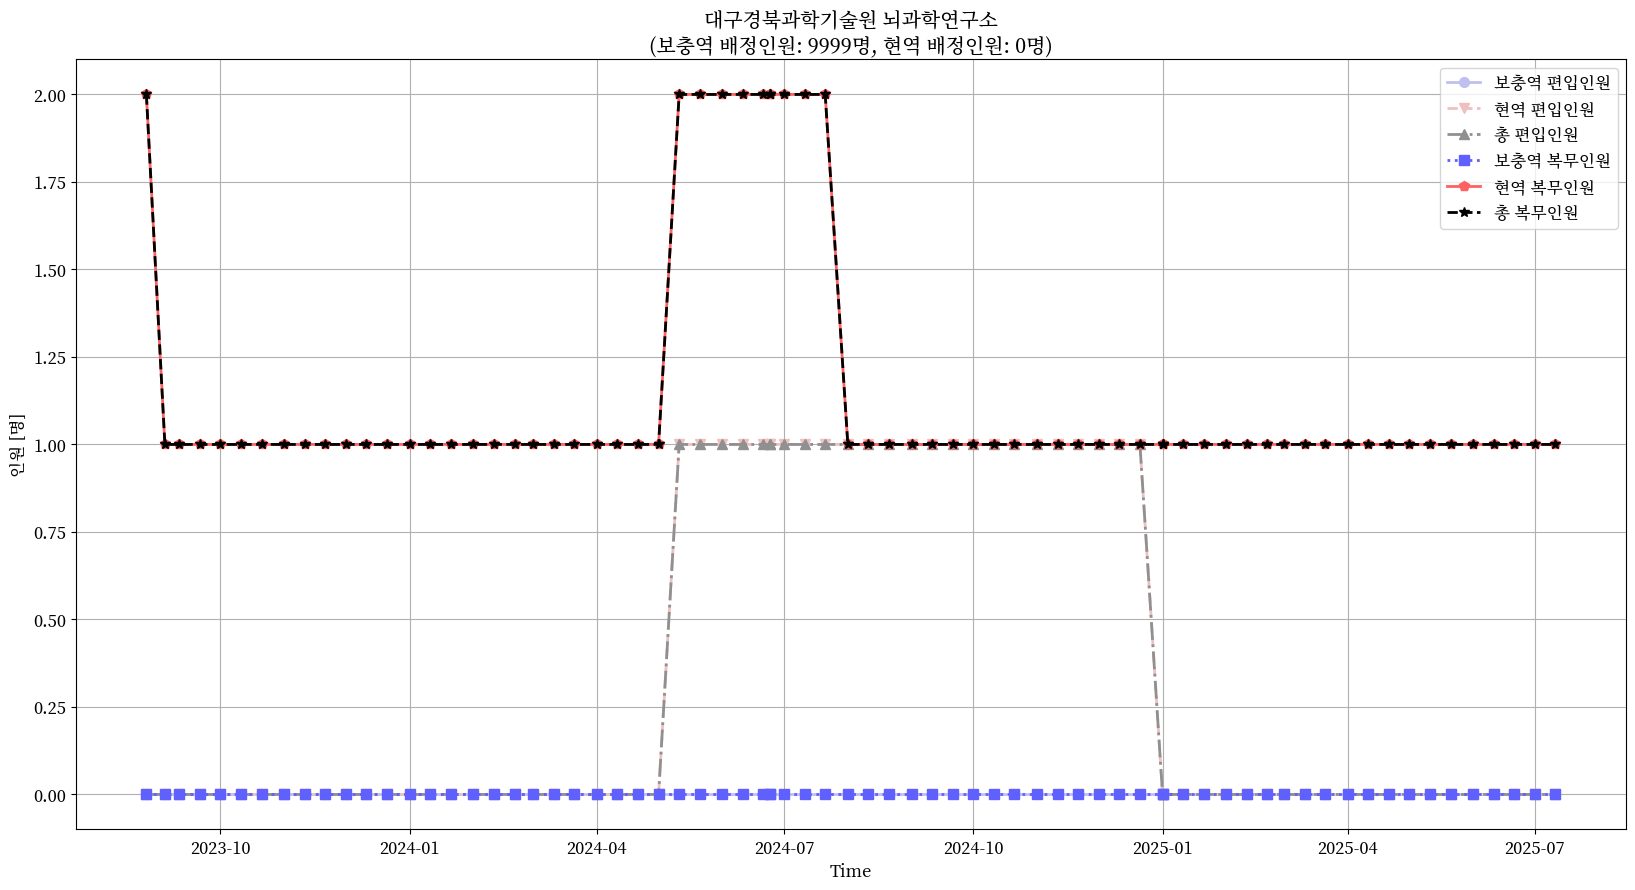 대구경북과학기술원 뇌과학연구소
(보충역 배정인원: 9999명, 현역 배정인원: 0명)
보충역 편입인원
현역 편입인원
총 편입인원
보충역 복무인원
현역 복무인원
총 복무인원
인원 [명]
2.00
1.75
1.50
1.25
1.00
0.75
0.50
0.25
0.00
2023-10
2024-01
2024-04
2024-07
2024-10
2025-01
2025-04
2025-07
Time